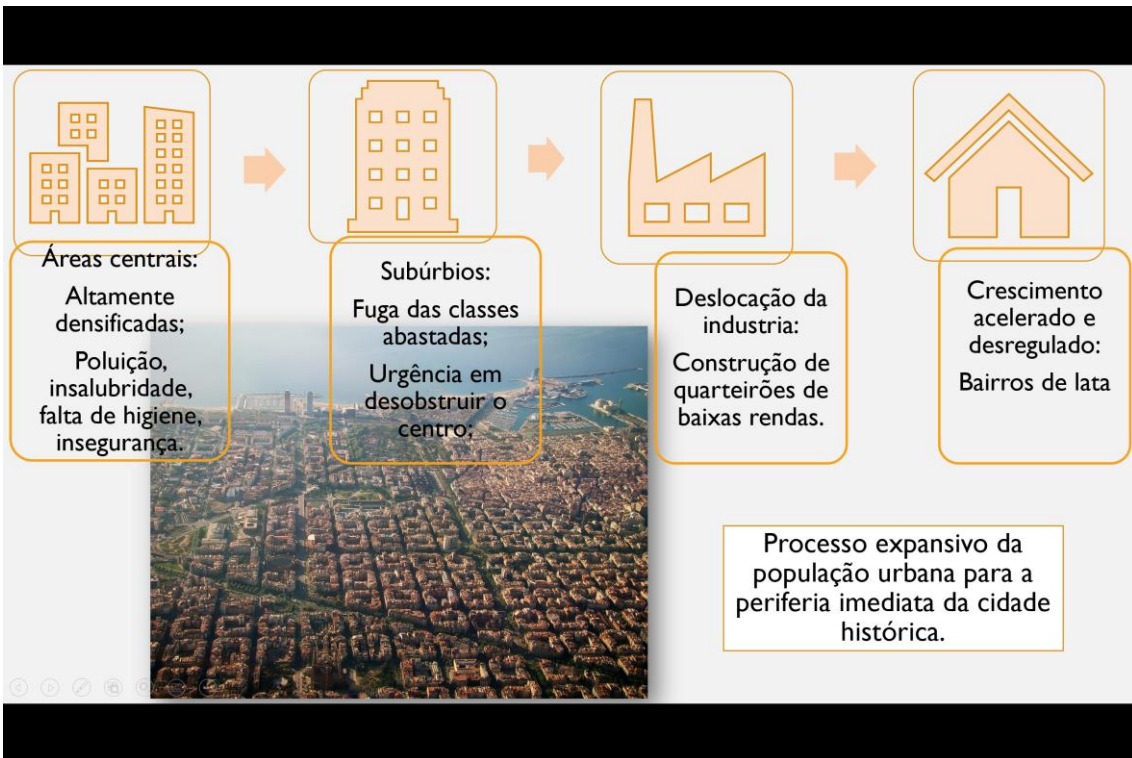 Áreas centrais:
Altamente
densificadas;
Poluição,
insalubridade,
falta de higiene,
insegurança.
Subúrbios:
Fuga das classes
abastadas;
Urgência em
desobstruir o
centro;
Deslocação da
industria:
Construção de
quarteirões de
baixas rendas.
Crescimento
acelerado e
desregulado:
Bairros de lata
Processo expansivo da
população urbana para a
periferia imediata da cidade
histórica.